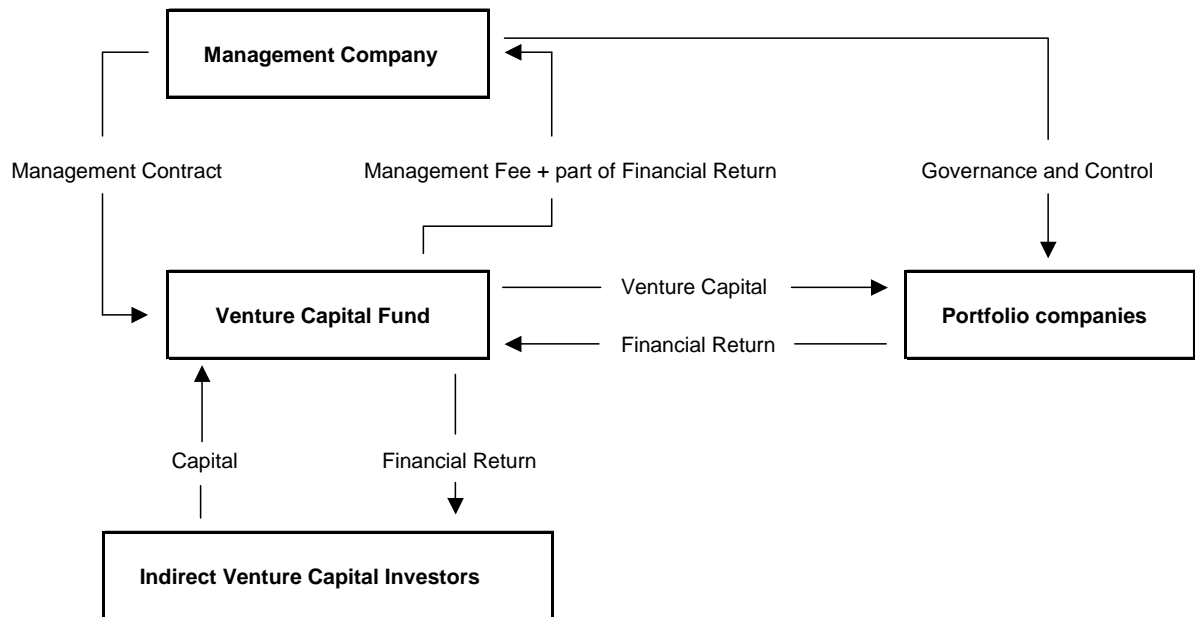 Management Company
Management Contract
Management Fee + part of Financial Return
Governance and Control
Venture Capital
Venture Capital Fund
Portfolio companies
Financial Return
Capital
Financial Return
Indirect Venture Capital Investors